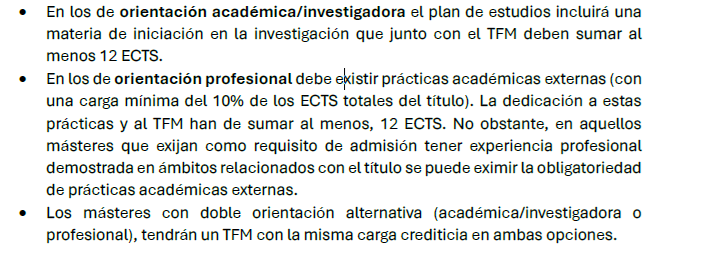 • En los de orientación académica/investigadora el plan de estudios incluirá una
materia de iniciación en la investigación que junto con el TFM deben sumar al
menos 12 ECTS.
• En los de orientación profesional debe existir prácticas académicas externas (con
una carga mínima del 10% de los ECTS totales del título). La dedicación a estas
prácticas y al TFM han de sumar al menos, 12 ECTS. No obstante, en aquellos
másteres que exijan como requisito de admisión tener experiencia profesional
demostrada en ámbitos relacionados con el título se puede eximir la obligatoriedad
de prácticas académicas externas.
• Los másteres con doble orientación alternativa (académica/investigadora o
profesional), tendrán un TFM con la misma carga crediticia en ambas opciones.